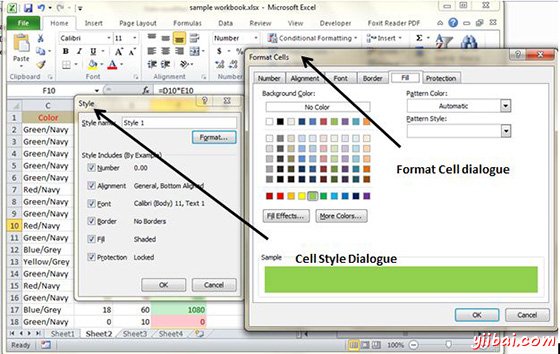 sample workbook.xlsx - Microsoft Excel
File Home Insert Page Layout Formulas Data Review View Developer Foxit Reader PDF
Calibri 11 General Conditional Formatting Insert
Paste
Clipboard
F10 =D10*E10
C
1 Color
2 Green/Navy
3 Green/Navy
4 Green/Navy
5 Green/Navy
6 Green/Navy
7 Red/Navy
8 Green/Navy
9 Green/Navy
10 Red/Navy
11 Green/Navy
12 Blue/Grey
13 Yellow/Grey
14 Green/Navy
15 Red/Navy
16 Green/Navy
17 Blue/Grey 18 60 1080
18 Green/Navy 0 10 0
Sheet1 Sheet2 Sheet3
Ready 100%
Style
Style name: Style 1
Format...
Style Includes (By Example)
Number 0.00
Alignment General, Bottom Aligned
Font Calibri (Body) 11, Text 1
Border No Borders
Fill Shaded
Protection Locked
OK Cancel
Format Cells
Number Alignment Font Border Fill Protection
Background Color:
No Color
Pattern Color:
Automatic
Pattern Style:
Fill Effects... More Colors...
Sample
OK Cancel
Format Cell dialogue
Cell Style Dialogue
yiibai.com